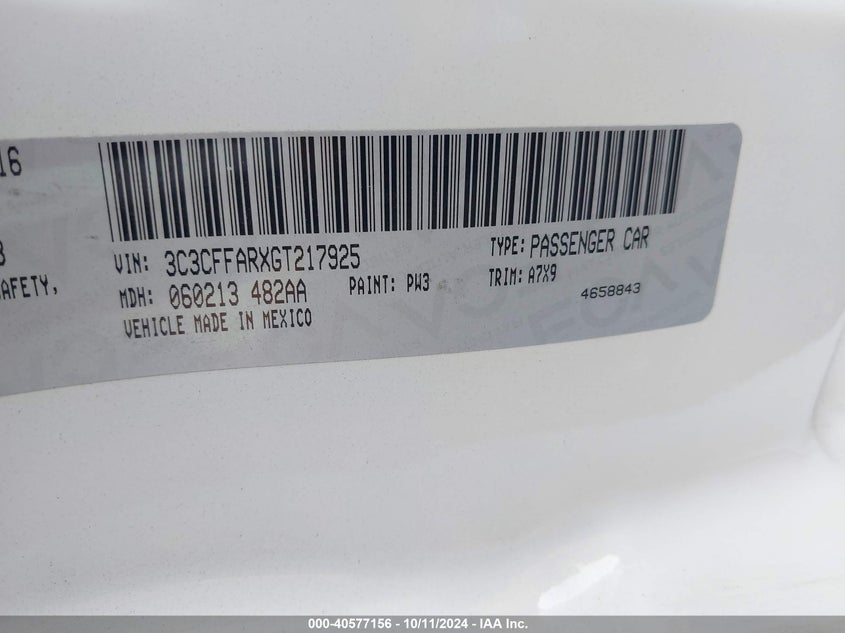 16
VIN: 3C3CFFARXGT217925
TYPE: PASSENGER CAR
AFETY,
MDH: 060213 482AA
PAINT: PW3
TRIM: A7X9
4658843
VEHICLE MADE IN MEXICO
000-40577156 - 10/11/2024 - IAA Inc.